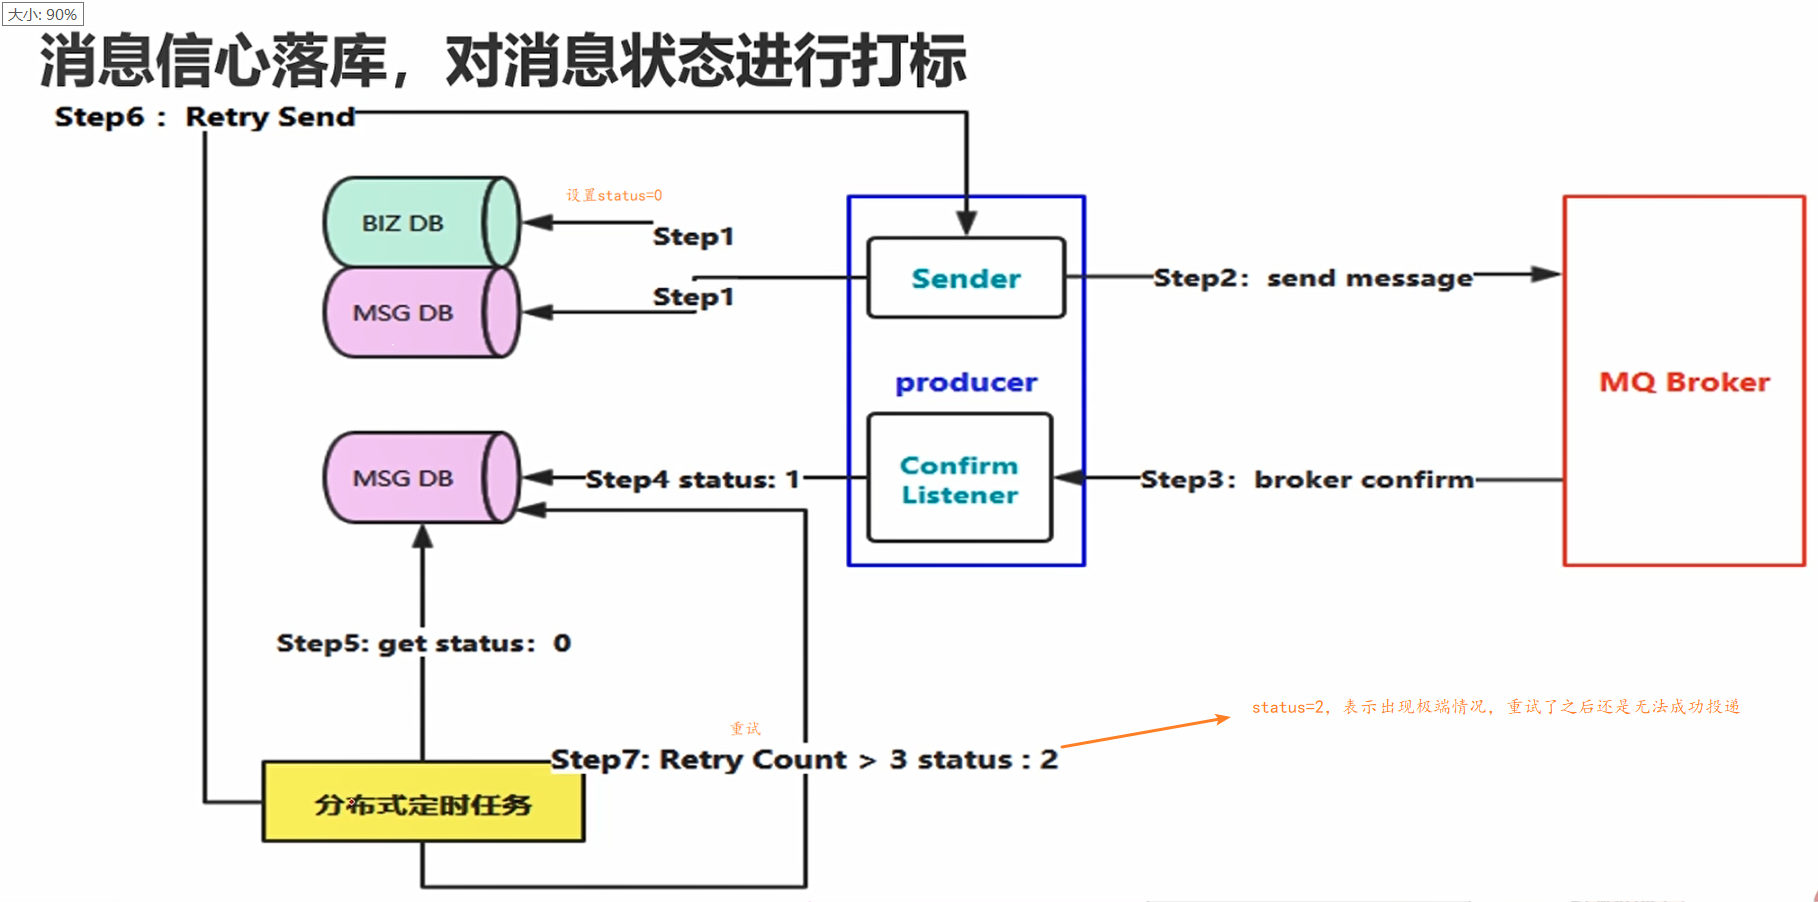 大小: 90%
消息信心落库，对消息状态进行打标
Step6： Retry Send
BIZ DB
设置status=0
Step1
MSG DB
Step1
Sender
Step2：send message
producer
MQ Broker
MSG DB
Step4 status: 1
Confirm
Listener
Step3：broker confirm
Step5: get status：0
重试
Step7: Retry Count > 3 status : 2
status=2，表示出现极端情况，重试了之后还是无法成功投递
分布式定时任务